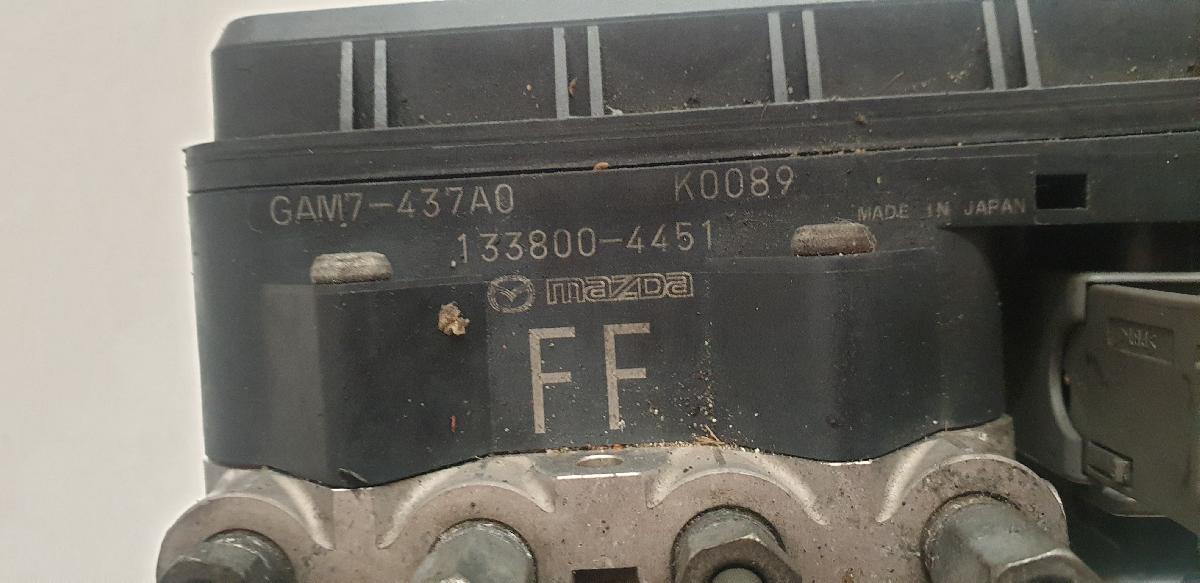 GAM7-437A0 K0089
133800-4451 MADE IN JAPAN
mazDa
FF